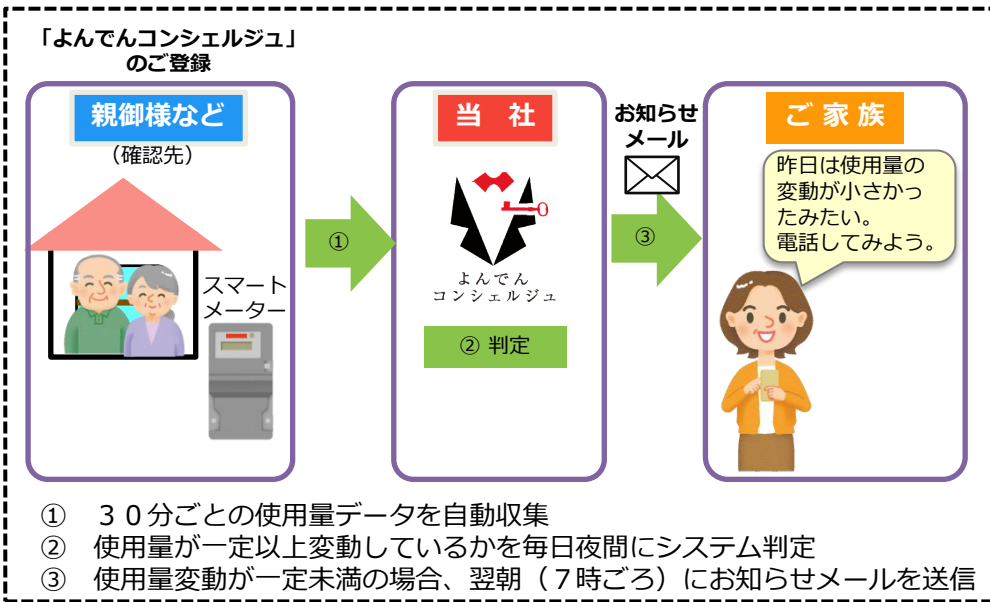 「よんでんコンシェルジュ」
のご登録
親御様など
（確認先）
スマート
メーター
①
当　社
よんでん
コンシェルジュ
② 判定
お知らせ
メール
③
ご 家 族
昨日は使用量の
変動が小さかっ
たみたい。
電話してみよう。
①　３０分ごとの使用量データを自動収集
②　使用量が一定以上変動しているかを毎日夜間にシステム判定
③　使用量変動が一定未満の場合、翌朝（７時ごろ）にお知らせメールを送信